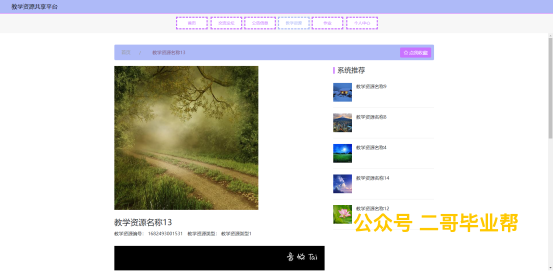 教学资源共享平台
首页
交流论坛
公告信息
教学资源
个人中心
首页
教学资源名称13
点我收藏
系统推荐
教学资源名称9
教学资源名称8
教学资源名称4
教学资源名称14
教学资源名称12
教学资源名称13
教学资源编号: 1682493001531 教学资源类型: 教学资源类型1
公众号 二哥毕业帮